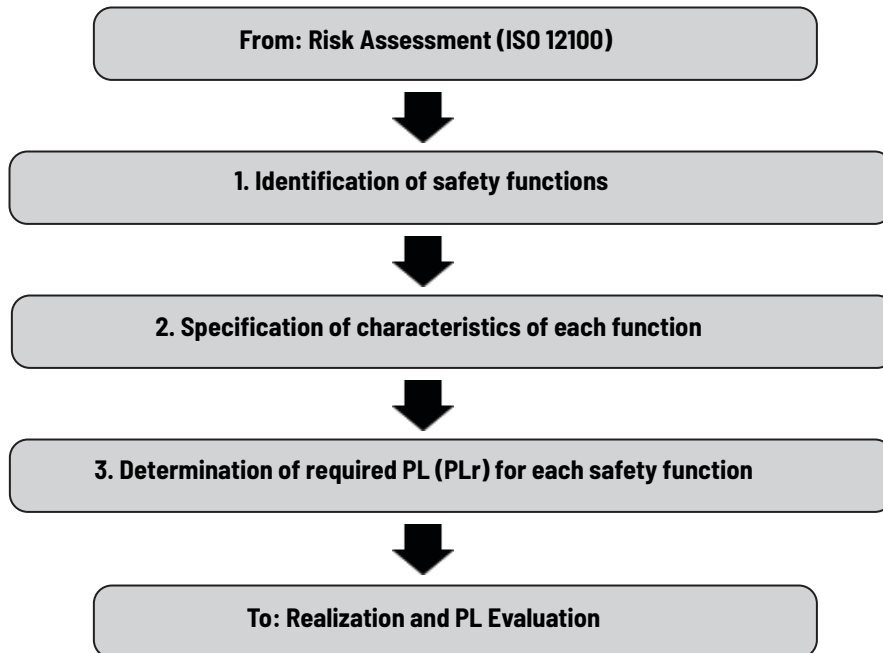 From: Risk Assessment (ISO 12100)
1. Identification of safety functions
2. Specification of characteristics of each function
3. Determination of required PL (PLr) for each safety function
To: Realization and PL Evaluation